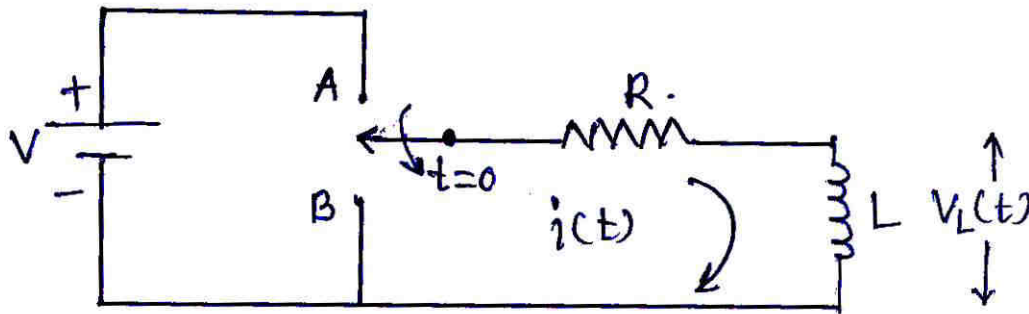 A
R.
+
V
t=0
-
B
i(t)
L
V_L(t)